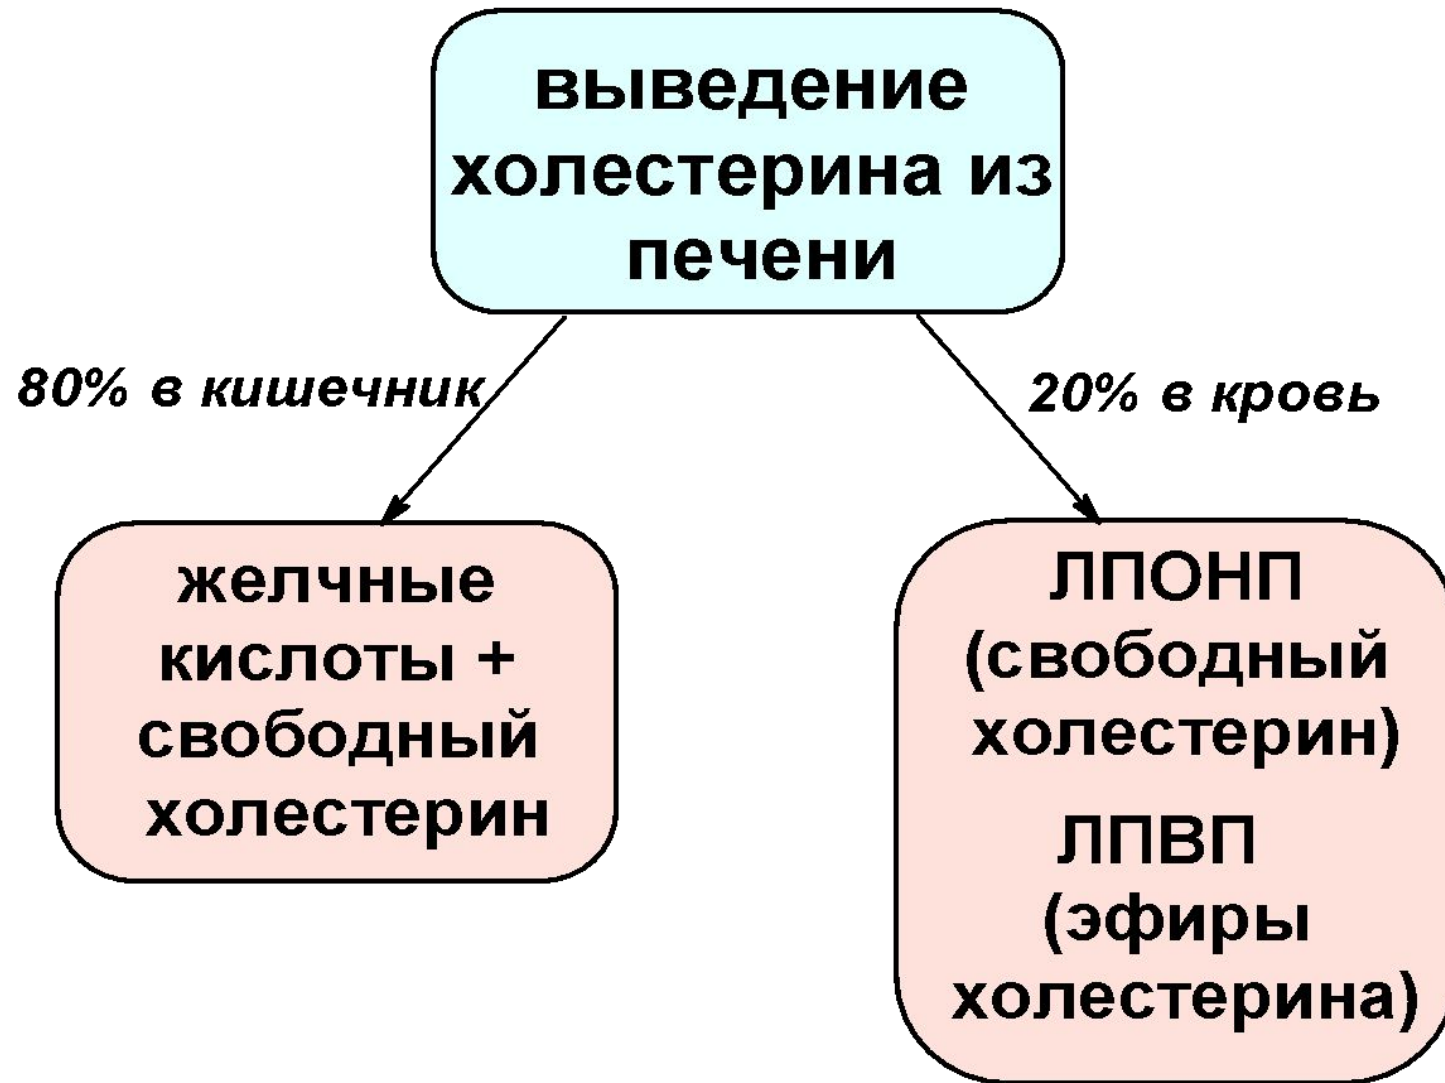 выведение
холестерина из
печени
80% в кишечник
20% в кровь
желчные
кислоты +
свободный
холестерин
ЛПОНП
(свободный
холестерин)
ЛПВП
(эфиры
холестерина)